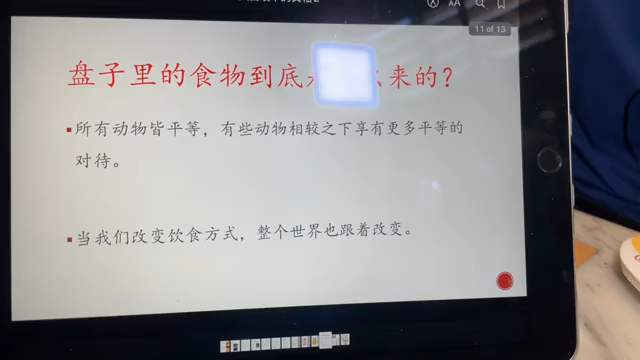 11 of 13
盘子里的食物到底 来的？
所有动物皆平等，有些动物相较之下享有更多平等的
对待。
当我们改变饮食方式，整个世界也跟着改变。